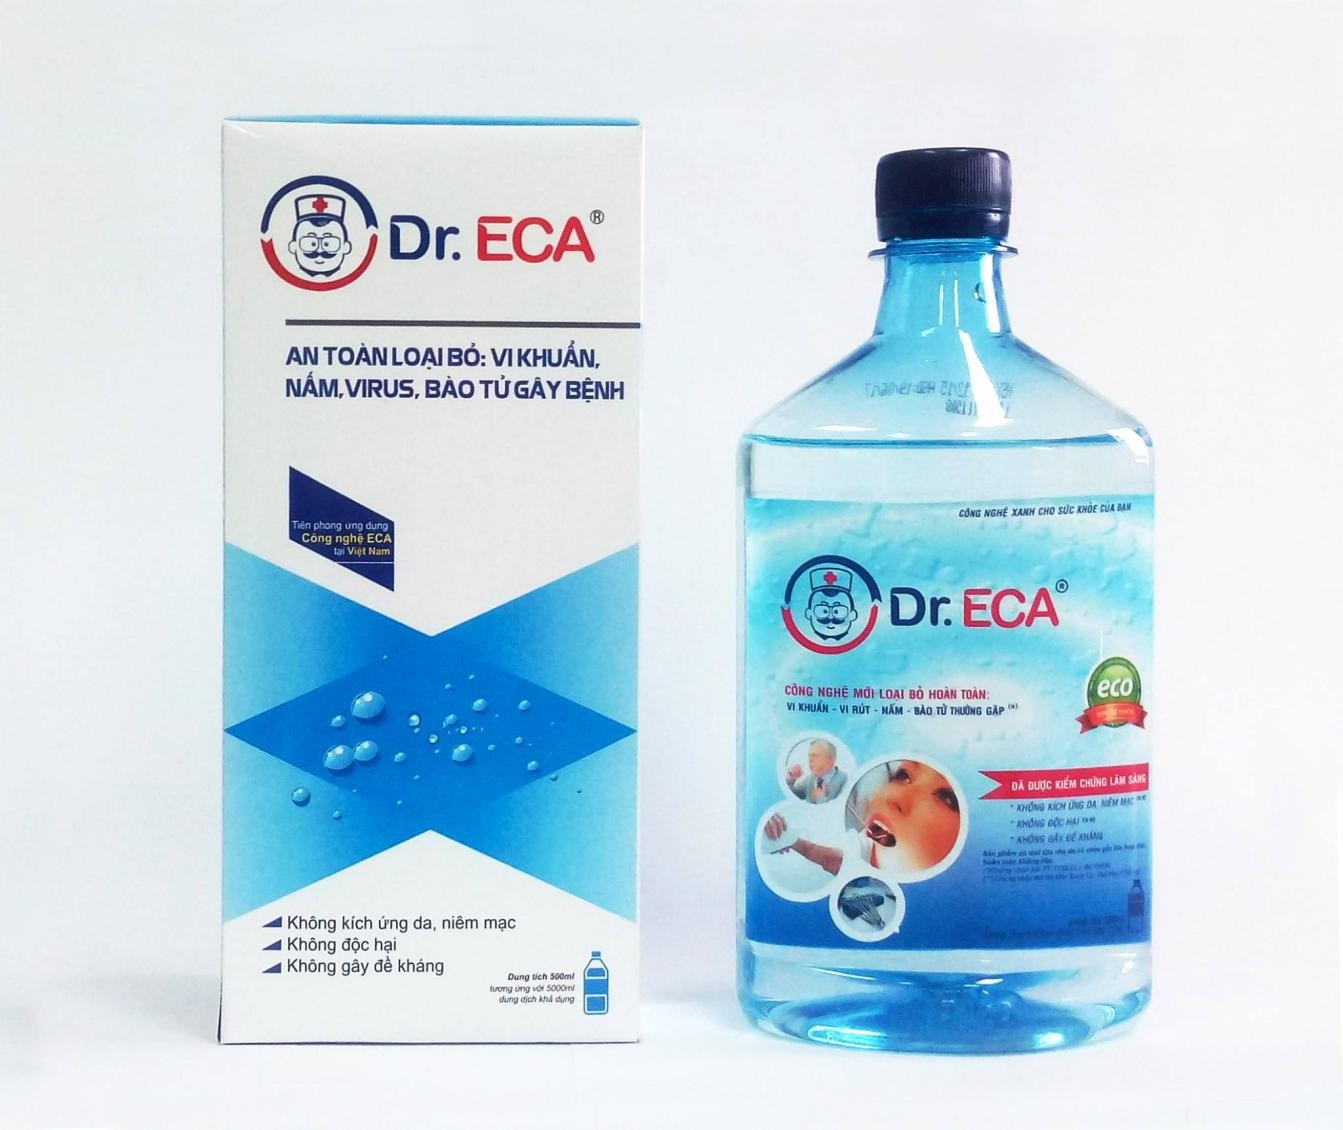 Dr. ECA®
AN TOÀN LOẠI BỎ: VI KHUẨN,
NẤM, VIRUS, BÀO TỬ GÂY BỆNH
Tiên phong ứng dụng
Công nghệ ECA
tại Việt Nam
Không kích ứng da, niêm mạc
Không độc hại
Không gây đề kháng
Dung tích 500ml
tương ứng với 5000ml
dung dịch khả dụng
CÔNG NGHỆ XANH CHO SỨC KHỎE CỦA BẠN
Dr. ECA®
eco
CÔNG NGHỆ MỚI LOẠI BỎ HOÀN TOÀN:
VI KHUẨN - VI RÚT - NẤM - BÀO TỬ THƯỜNG GẶP
ĐÃ ĐƯỢC KIỂM CHỨNG LÂM SÀNG
* KHÔNG KÍCH ỨNG DA, NIÊM MẠC
* KHÔNG ĐỘC HẠI
* KHÔNG GÂY ĐỀ KHÁNG